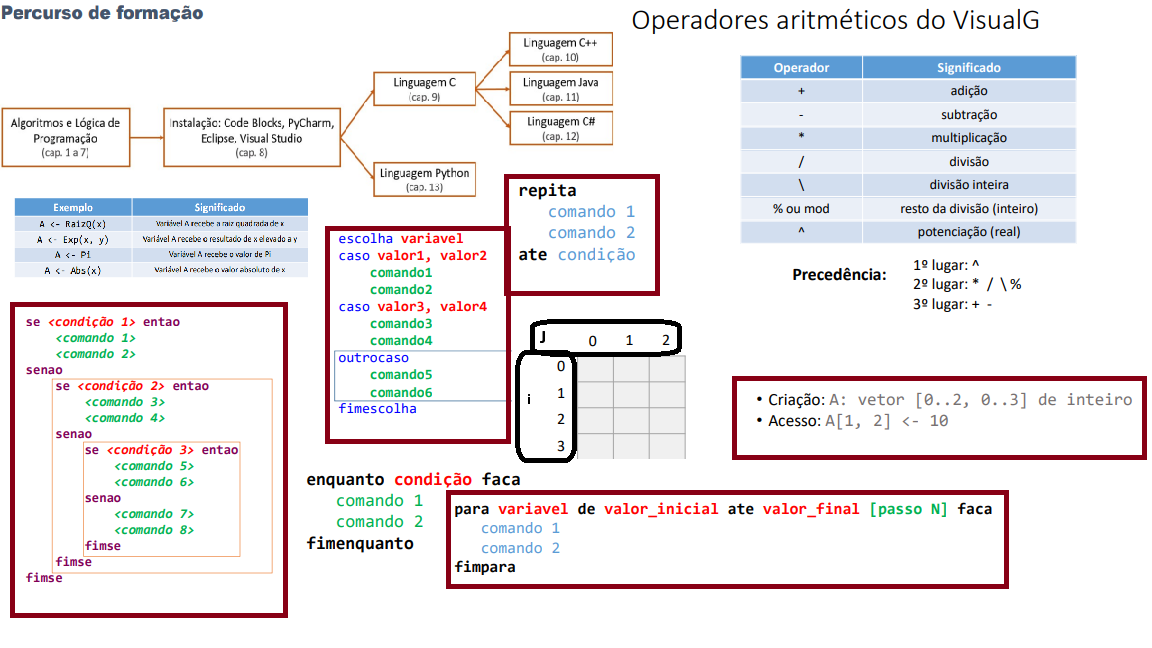 Percurso de formação
Algoritmos e Lógica de
Programação
(cap. 1 a 7)
Instalação: Code Blocks, PyCharm,
Eclipse, Visual Studio
(cap. 8)
Linguagem C
(cap. 9)
Linguagem Python
(cap. 13)
Linguagem C++
(cap. 10)
Linguagem Java
(cap. 11)
Linguagem C#
(cap. 12)
Operadores aritméticos do VisualG
Operador Significado
+ adição
- subtração
* multiplicação
/ divisão
\ divisão inteira
% ou mod resto da divisão (inteiro)
^ potenciação (real)
Precedência:
1º lugar: ^
2º lugar: * / \ %
3º lugar: + -
Exemplo Significado
A <- RaizQ(x) Variável A recebe a raiz quadrada de x
A <- Exp(x, y) Variável A recebe o resultado de x elevado a y
A <- Pi Variável A recebe o valor de PI
A <- Abs(x) Variável A recebe o valor absoluto de x
repita
comando 1
comando 2
ate condição
escolha variavel
caso valor1, valor2
comando1
comando2
caso valor3, valor4
comando3
comando4
outrocaso
comando5
comando6
fimescolha
se <condição 1> entao
<comando 1>
<comando 2>
senao
se <condição 2> entao
<comando 3>
<comando 4>
senao
se <condição 3> entao
<comando 5>
<comando 6>
senao
<comando 7>
<comando 8>
fimse
fimse
fimse
J 0 1 2
i
0
1
2
3
• Criação: A: vetor [0..2, 0..3] de inteiro
• Acesso: A[1, 2] <- 10
enquanto condição faca
comando 1
comando 2
fimenquanto
para variavel de valor_inicial ate valor_final [passo N] faca
comando 1
comando 2
fimpara